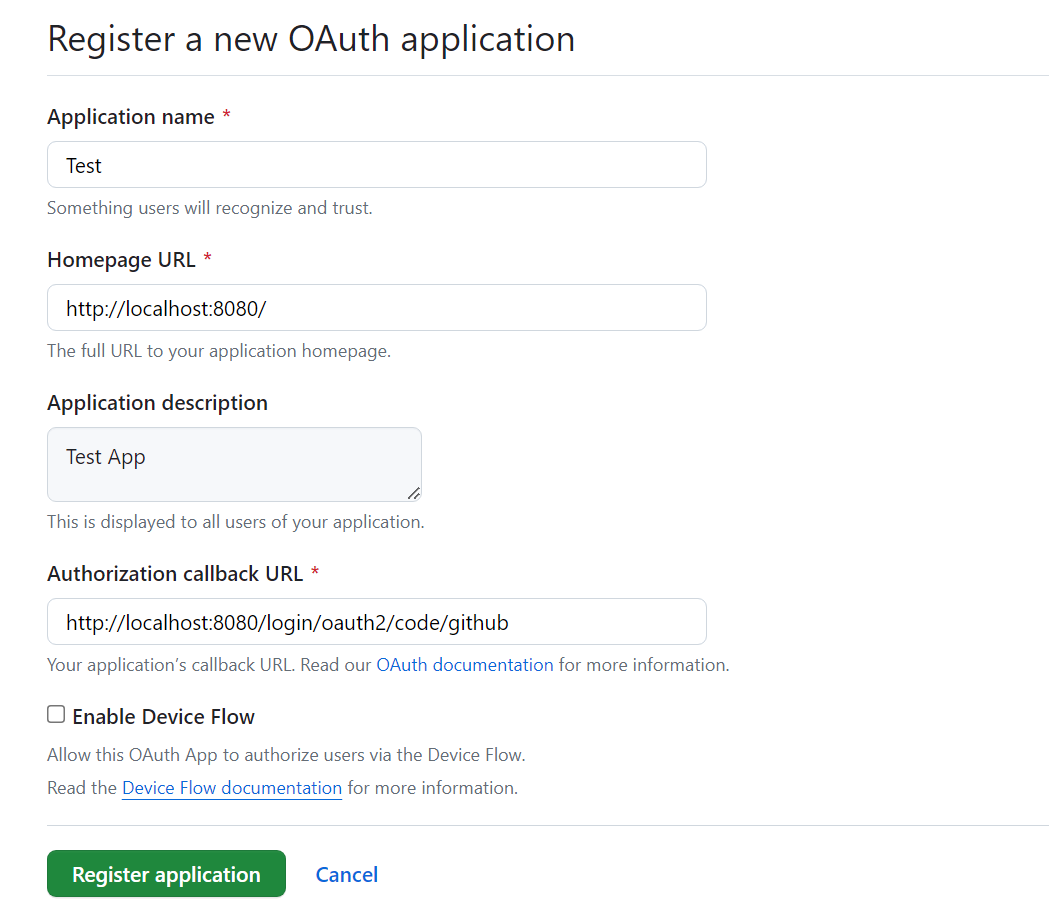 Register a new OAuth application
Application name *
Test
Something users will recognize and trust.
Homepage URL *
http://localhost:8080/
The full URL to your application homepage.
Application description
Test App
This is displayed to all users of your application.
Authorization callback URL *
http://localhost:8080/login/oauth2/code/github
Your application’s callback URL. Read our OAuth documentation for more information.
Enable Device Flow
Allow this OAuth App to authorize users via the Device Flow.
Read the Device Flow documentation for more information.
Register application Cancel